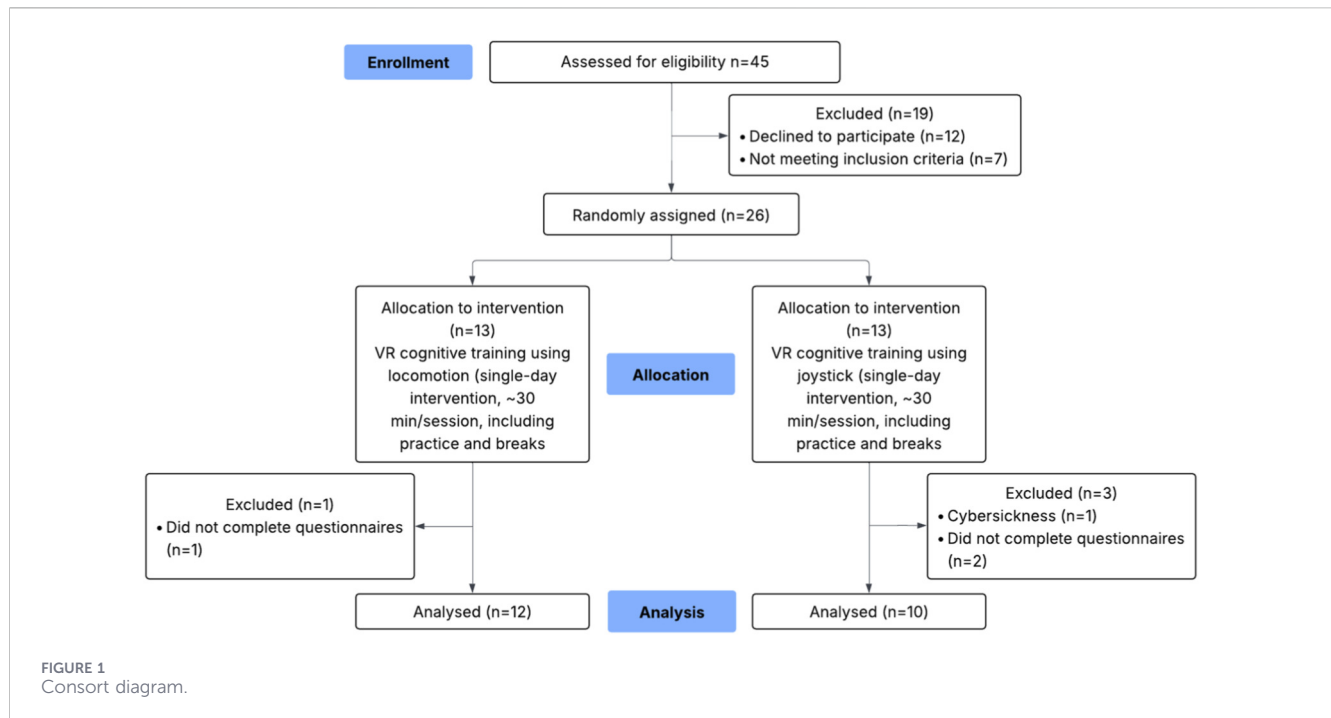 Enrollment
Assessed for eligibility n=45
Excluded (n=19)
• Declined to participate (n=12)
• Not meeting inclusion criteria (n=7)
Randomly assigned (n=26)
Allocation to intervention
(n=13)
VR cognitive training using
locomotion (single-day
intervention, ~30
min/session, including
practice and breaks
Allocation
Allocation to intervention
(n=13)
VR cognitive training using
joystick (single-day
intervention, ~30
min/session, including
practice and breaks
Excluded (n=1)
• Did not complete questionnaires
(n=1)
Excluded (n=3)
• Cybersickness (n=1)
• Did not complete questionnaires
(n=2)
Analysed (n=12)
Analysis
Analysed (n=10)
FIGURE 1
Consort diagram.